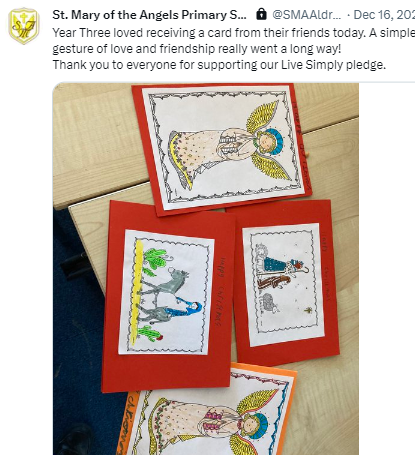 St. Mary of the Angels Primary S... @SMAAldr... · Dec 16, 202
Year Three loved receiving a card from their friends today. A simple
gesture of love and friendship really went a long way!
Thank you to everyone for supporting our Live Simply pledge.